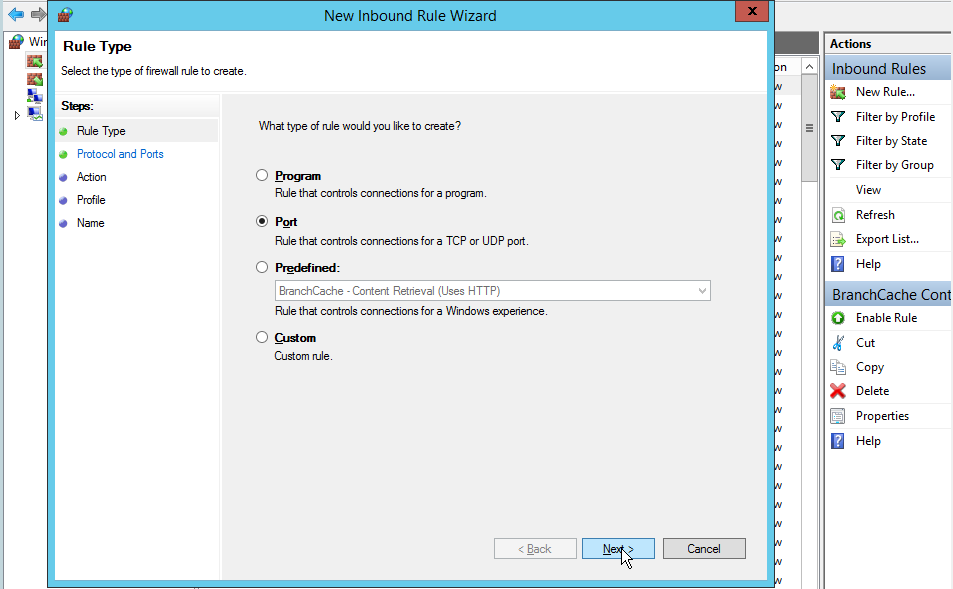 New Inbound Rule Wizard
X
Rule Type
Select the type of firewall rule to create.
Steps:
Rule Type
Protocol and Ports
Action
Profile
Name
What type of rule would you like to create?
Program
Rule that controls connections for a program.
Port
Rule that controls connections for a TCP or UDP port.
Predefined:
BranchCache - Content Retrieval (Uses HTTP)
Rule that controls connections for a Windows experience.
Custom
Custom rule.
< Back
Next >
Cancel
Actions
Inbound Rules
New Rule...
Filter by Profile
Filter by State
Filter by Group
View
Refresh
Export List...
Help
BranchCache Cont
Enable Rule
Cut
Copy
Delete
Properties
Help